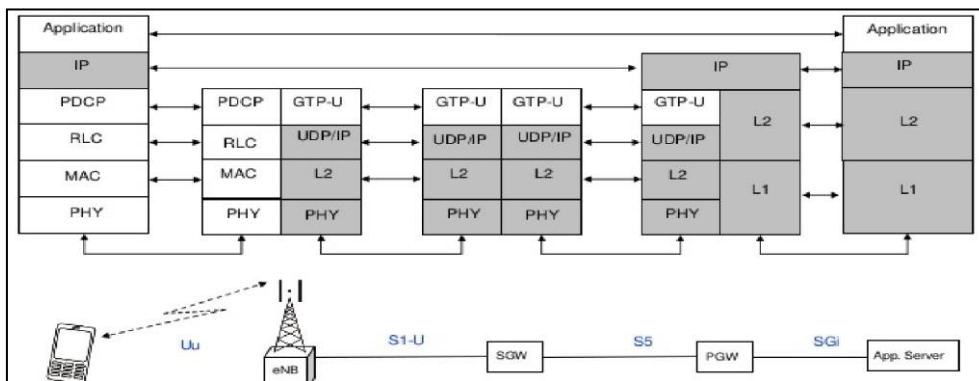 Application Application
IP IP IP
PDCP PDCP GTP-U GTP-U GTP-U GTP-U
L2 L2
RLC RLC UDP/IP UDP/IP UDP/IP UDP/IP
MAC MAC L2 L2 L2 L2
L1 L1
PHY PHY PHY PHY PHY PHY
Uu S1-U S5 SGi
SGW PGW App. Server
eNB